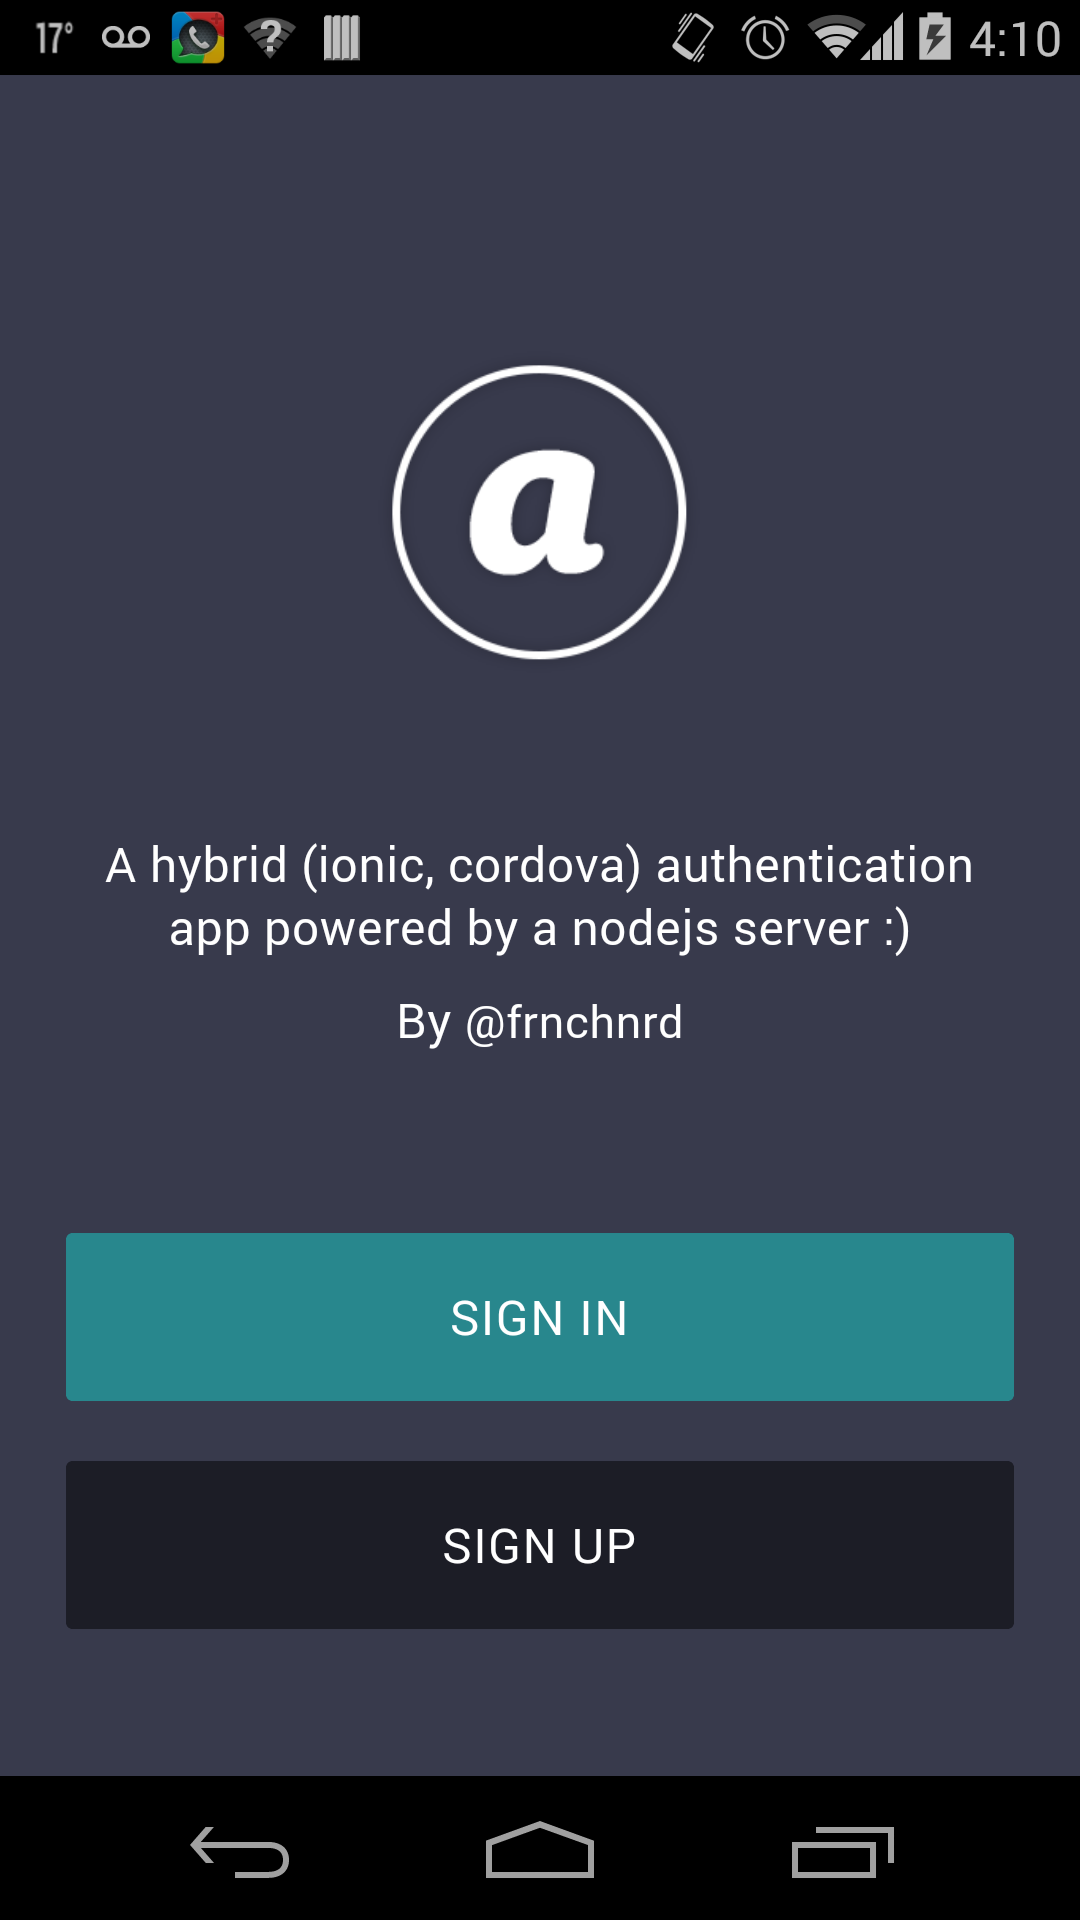 17° 4:10
a
A hybrid (ionic, cordova) authentication
app powered by a nodejs server :)
By @frnchnrd
SIGN IN
SIGN UP